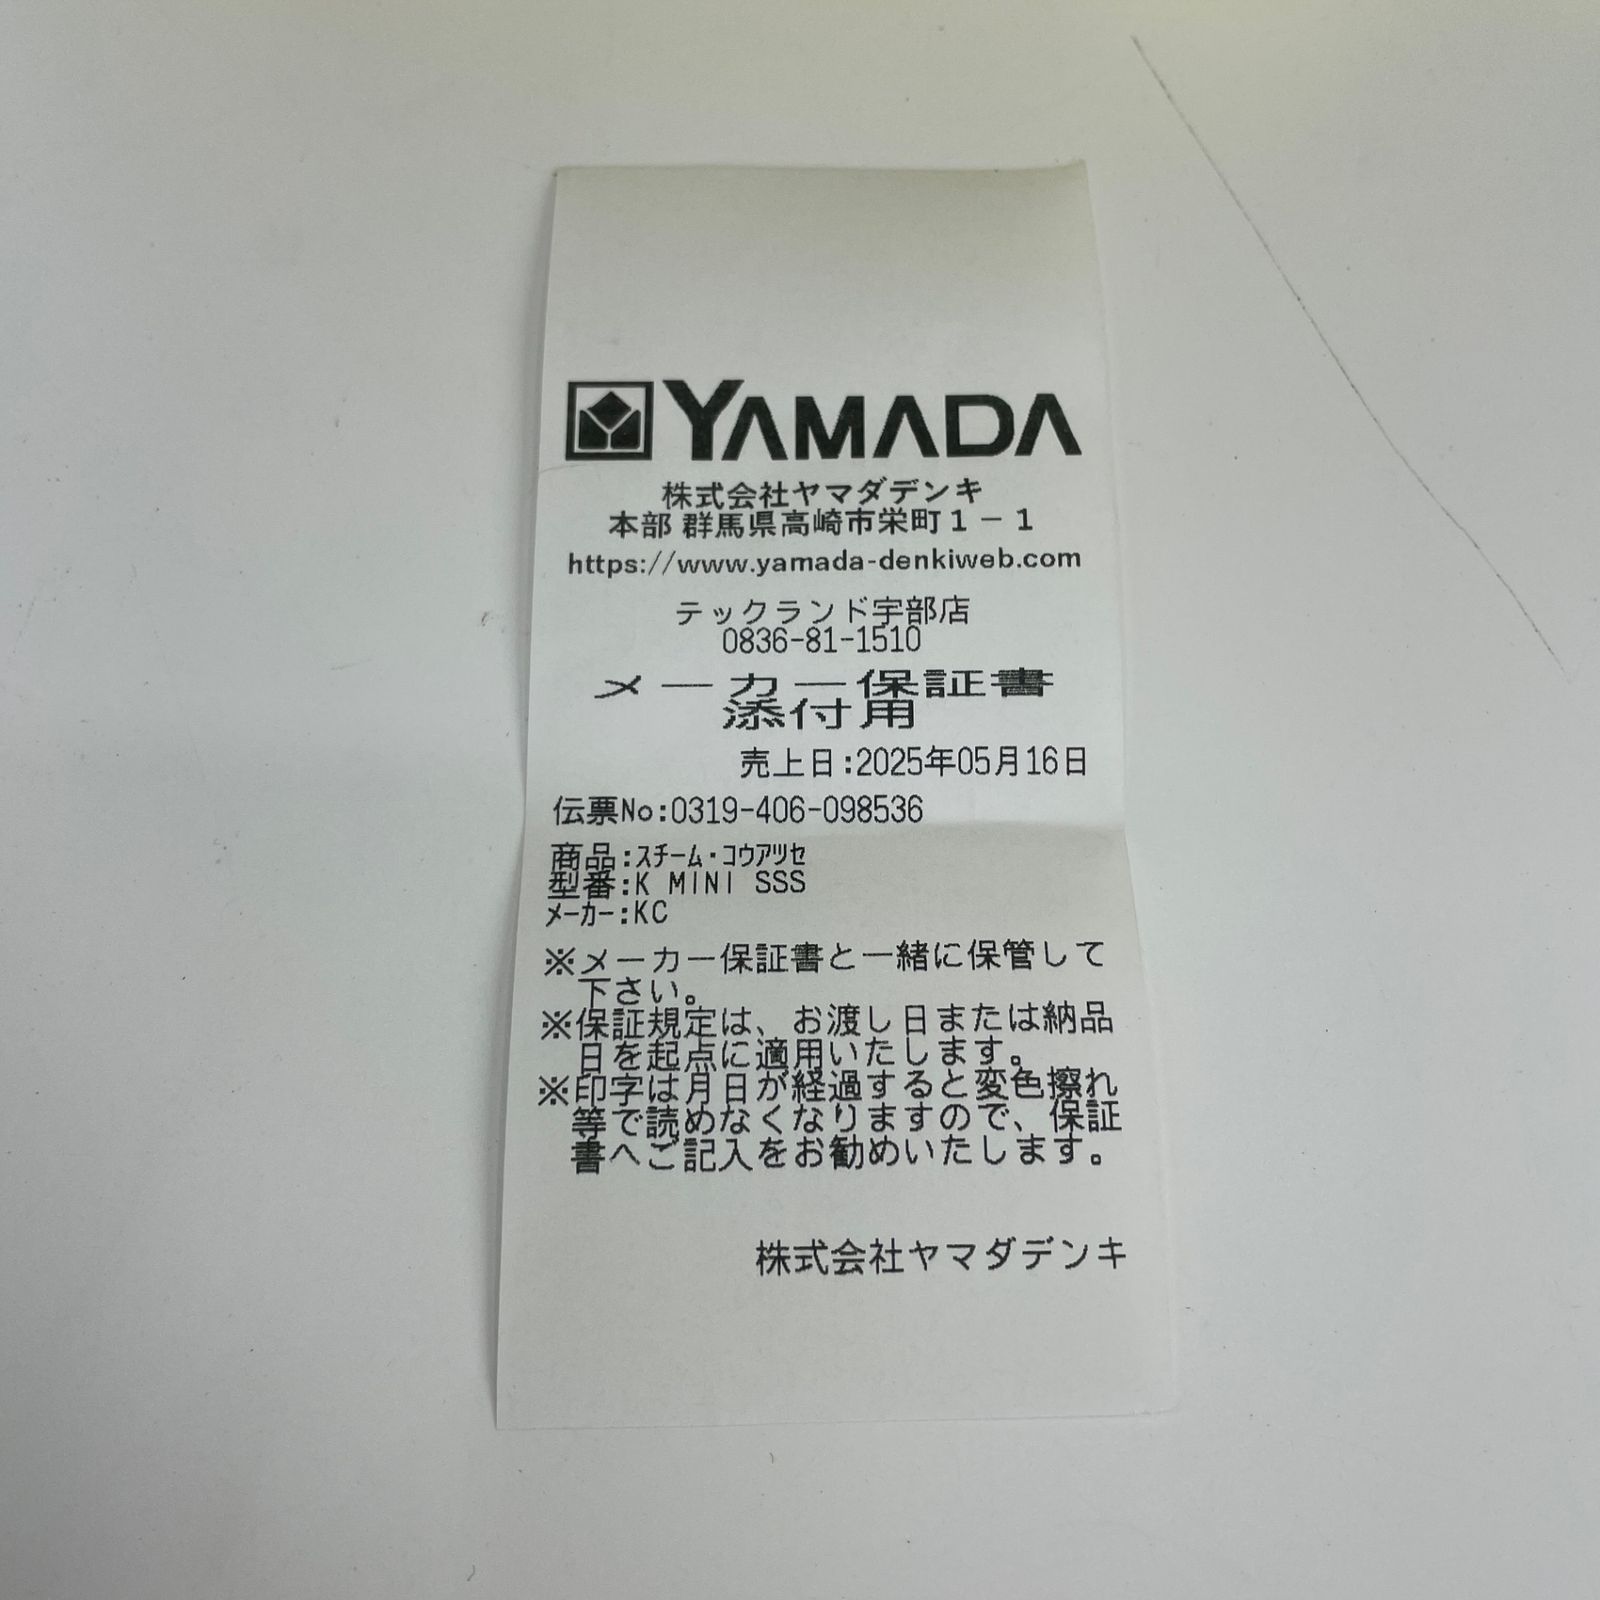 YAMADA
株式会社ヤマダデンキ
本部 群馬県高崎市栄町1-1
https://www.yamada-denkiweb.com
テックランド宇部店
0836-81-1510
メーカー保証書
添付用
売上日:2025年05月16日
伝票No:0319-406-098536
商品:スチーム・コウアツセ
型番:K MINI SSS
メーカー:KC
※メーカー保証書と一緒に保管して
下さい。
※保証規定は、お渡し日または納品
日を起点に適用いたします。
※印字は月日が経過すると変色擦れ
等で読めなくなりますので、保証
書へご記入をお勧めいたします。
株式会社ヤマダデンキ